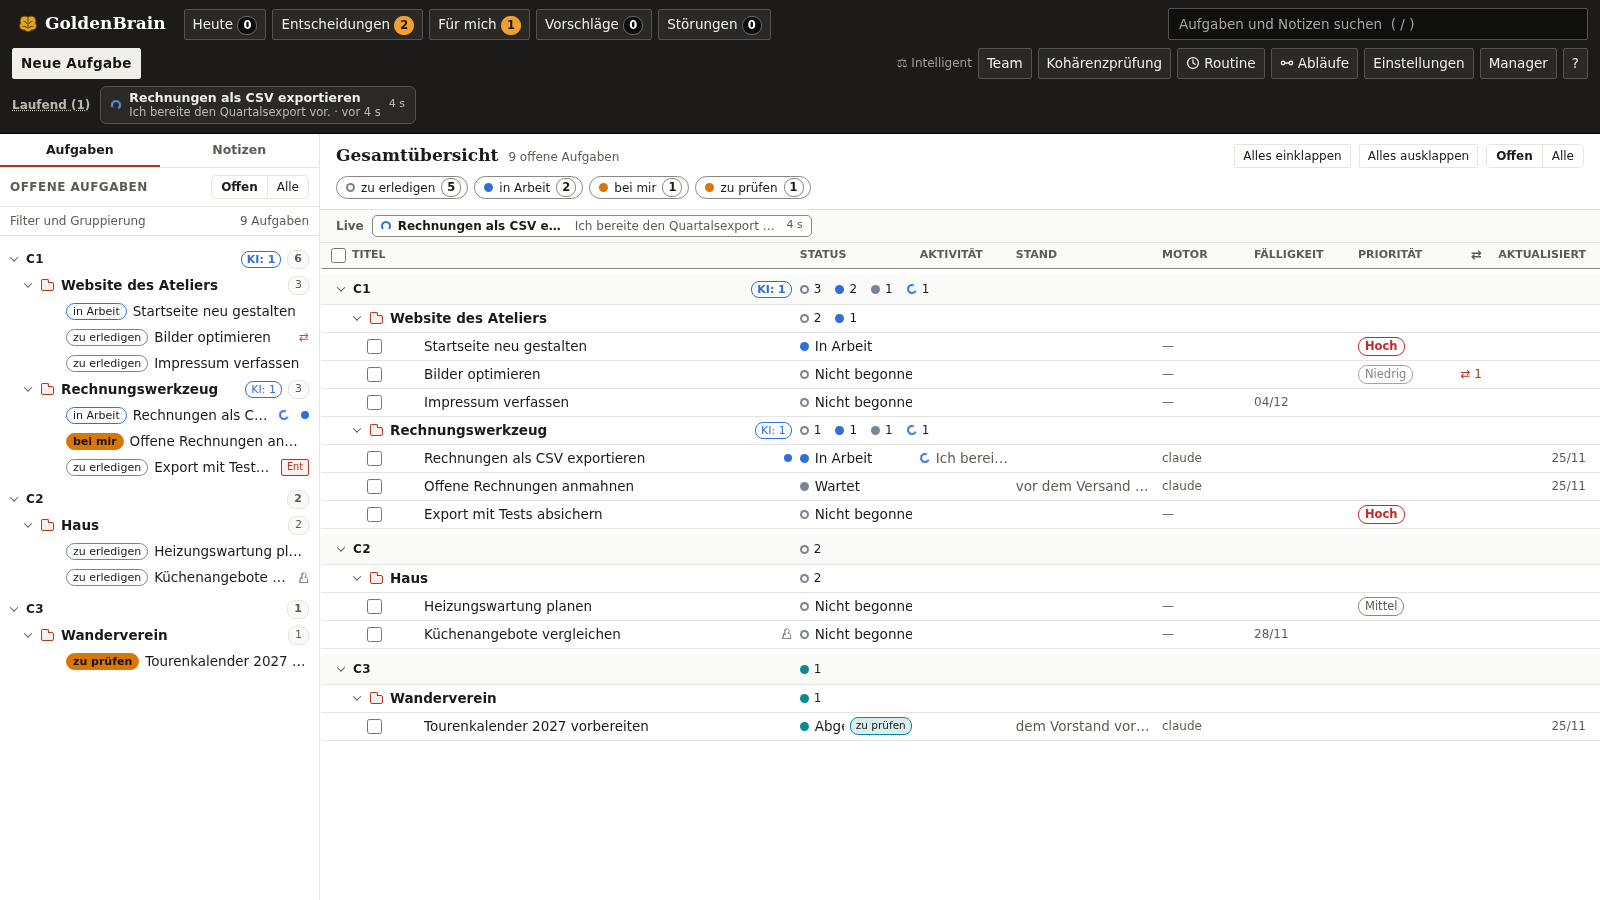 GoldenBrain
Heute 0
Entscheidungen 2
Für mich 1
Vorschläge 0
Störungen 0
Aufgaben und Notizen suchen ( / )
Neue Aufgabe
Intelligent
Team
Kohärenzprüfung
Routine
Abläufe
Einstellungen
Manager
?
Laufend (1)
Rechnungen als CSV exportieren
Ich bereite den Quartalsexport vor. · vor 4 s
4 s
Aufgaben
Notizen
OFFENE AUFGABEN
Offen
Alle
Filter und Gruppierung
9 Aufgaben
C1 KI: 1 6
Website des Ateliers 3
in Arbeit Startseite neu gestalten
zu erledigen Bilder optimieren ⇄
zu erledigen Impressum verfassen
Rechnungswerkzeug KI: 1 3
in Arbeit Rechnungen als C…
bei mir Offene Rechnungen an…
zu erledigen Export mit Test… Ent
C2 2
Haus 2
zu erledigen Heizungswartung pl…
zu erledigen Küchenangebote …
C3 1
Wanderverein 1
zu prüfen Tourenkalender 2027 …
Gesamtübersicht 9 offene Aufgaben
Alles einklappen
Alles ausklappen
Offen
Alle
zu erledigen 5
in Arbeit 2
bei mir 1
zu prüfen 1
Live
Rechnungen als CSV e… Ich bereite den Quartalsexport … 4 s
TITEL STATUS AKTIVITÄT STAND MOTOR FÄLLIGKEIT PRIORITÄT ⇄ AKTUALISIERT
C1 KI: 1 3 2 1 1
Website des Ateliers 2 1
Startseite neu gestalten In Arbeit — Hoch
Bilder optimieren Nicht begonne — Niedrig ⇄ 1
Impressum verfassen Nicht begonne — 04/12
Rechnungswerkzeug KI: 1 1 1 1 1
Rechnungen als CSV exportieren In Arbeit Ich berei… claude 25/11
Offene Rechnungen anmahnen Wartet vor dem Versand … claude 25/11
Export mit Tests absichern Nicht begonne — Hoch
C2 2
Haus 2
Heizungswartung planen Nicht begonne — Mittel
Küchenangebote vergleichen Nicht begonne — 28/11
C3 1
Wanderverein 1
Tourenkalender 2027 vorbereiten Abge zu prüfen dem Vorstand vor… claude 25/11